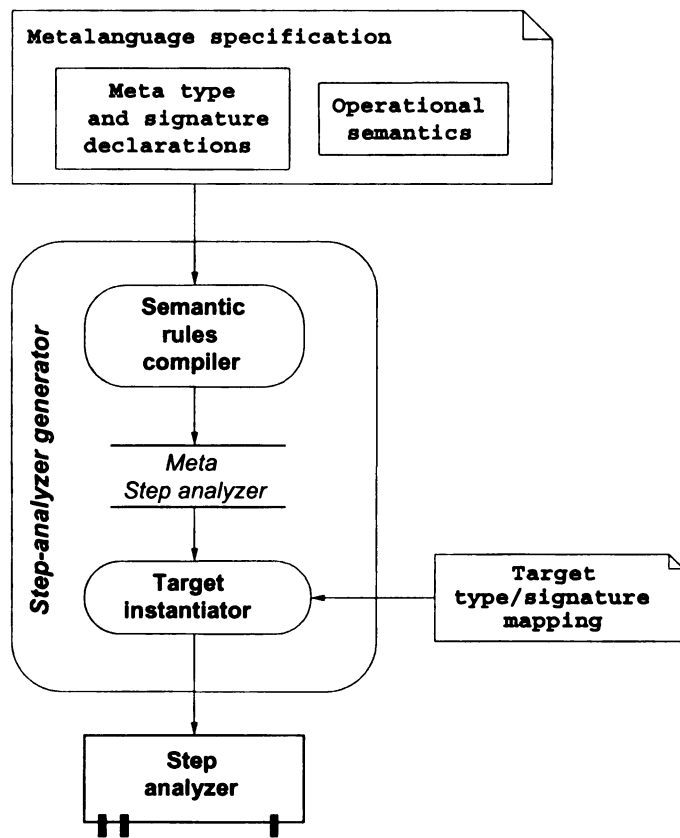 Metalanguage specification
Meta type
and signature
declarations
Operational
semantics
Step-analyzer generator
Semantic
rules
compiler
Meta
Step analyzer
Target
instantiator
Target
type/signature
mapping
Step
analyzer